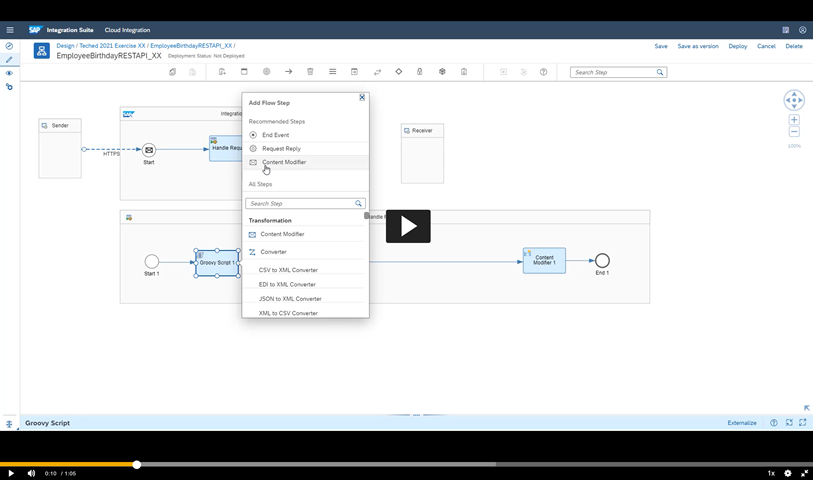 SAP Integration Suite Cloud Integration
Design / Teched 2021 Exercise XX / EmployeeBirthdayRESTAPI_XX /
EmployeeBirthdayRESTAPI_XX Deployment Status: Not Deployed
Save Save as version Deploy Cancel Delete
Search Step
Add Flow Step
Recommended Steps
End Event
Request Reply
Content Modifier
All Steps
Search Step
Transformation
Content Modifier
Converter
CSV to XML Converter
EDI to XML Converter
JSON to XML Converter
XML to CSV Converter
Sender
HTTPS
SAP
Start
Handle Requ
Receiver
100%
Start 1
Groovy Script 1
Content
Modifier 1
End 1
Groovy Script
Externalize
0:10 / 1:05
1x